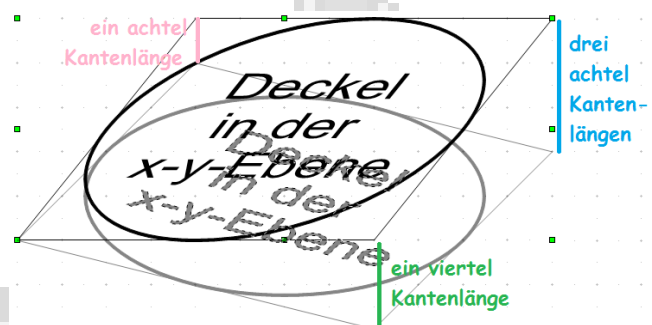 ein achtel
Kantenlänge
drei
achtel
Kanten-
längen
Deckel
in der
x-y-Ebene
Deckel
in der
x-y-Ebene
ein viertel
Kantenlänge